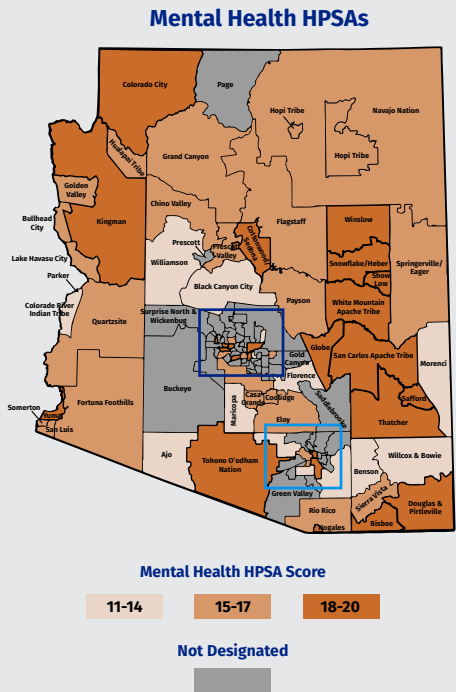 Mental Health HPSAs
Colorado City
Page
Hopi Tribe
Navajo Nation
Hualapai Tribe
Grand Canyon
Hopi Tribe
Golden
Valley
Kingman
Chino Valley
Bullhead
City
Flagstaff
Winslow
Prescott
Prescott
Valley
Cottonwood/
Sedona
Lake Havasu City
Williamson
Snowflake/Heber
Springerville/
Eager
Parker
Black Canyon City
Show
Low
Colorado River
Indian Tribe
Payson
White Mountain
Apache Tribe
Quartzsite
Surprise North &
Wickenbug
Globe
Gold
Canyon
San Carlos Apache Tribe
Morenci
Florence
Buckeye
Fortuna Foothills
Maricopa
Casa
Grande
Coolidge
Saddlebrooke
Safford
Somerton
Yuma
San Luis
Eloy
Thatcher
Ajo
Tohono O'odham
Nation
Benson
Willcox & Bowie
Green Valley
Sierra Vista
Rio Rico
Douglas &
Pirtleville
Nogales
Bisbee
Mental Health HPSA Score
11-14
15-17
18-20
Not Designated